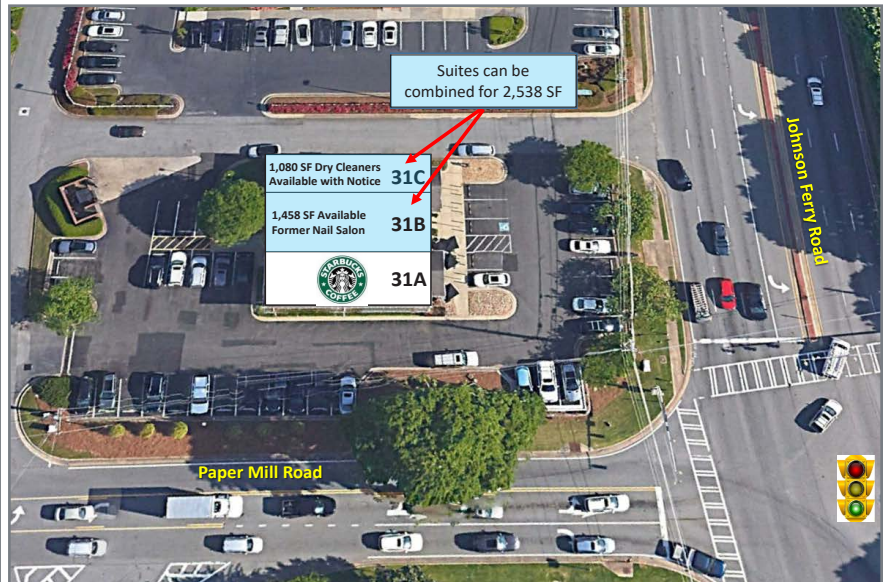 Suites can be
combined for 2,538 SF
1,080 SF Dry Cleaners
Available with Notice
31C
1,458 SF Available
Former Nail Salon
31B
STARBUCKS
COFFEE
31A
Johnson Ferry Road
Paper Mill Road